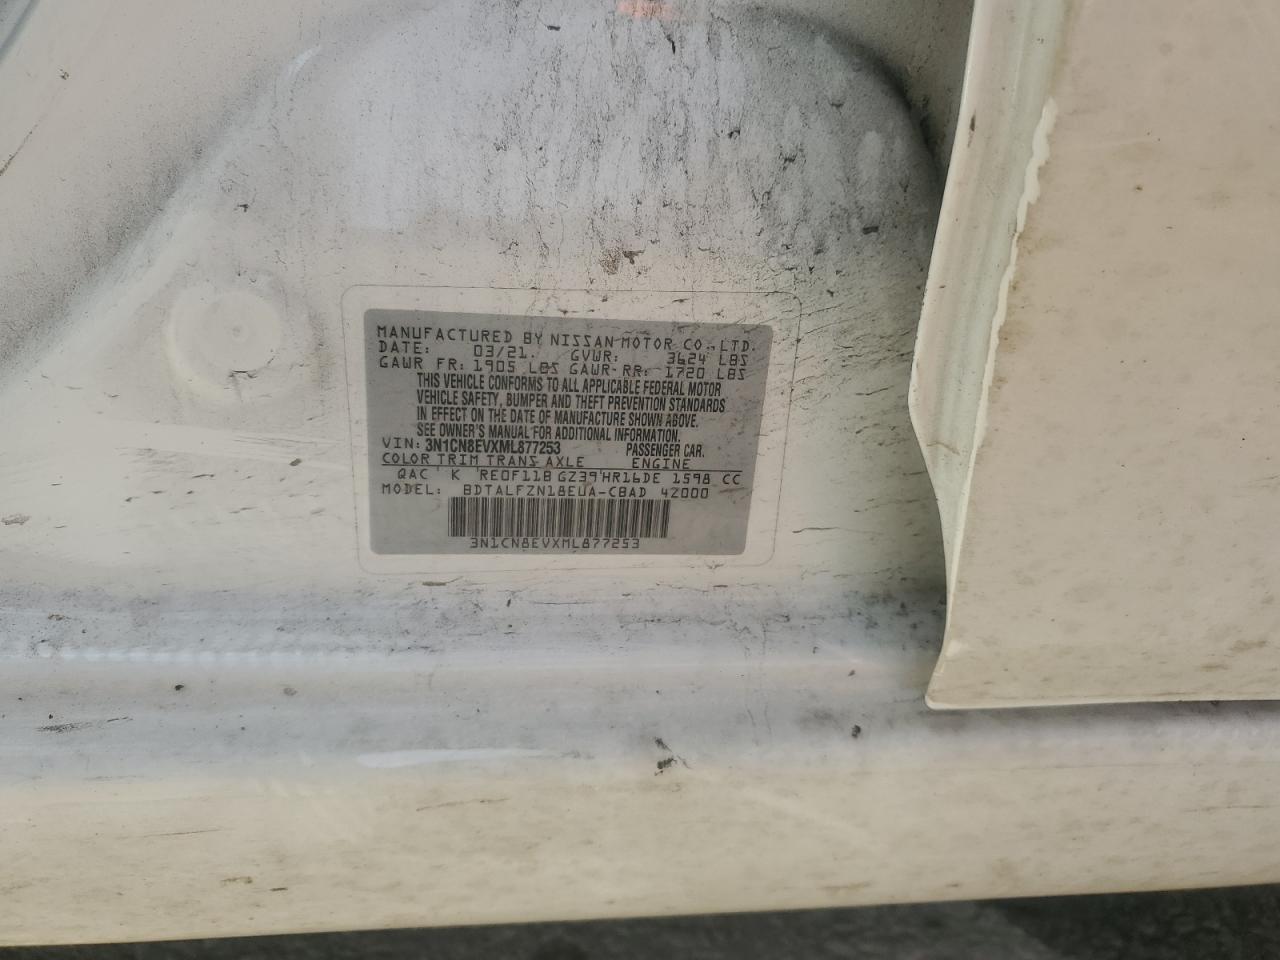 MANUFACTURED BY NISSAN MOTOR CO., LTD.
DATE: 03/21. GVWR: 3624 LBS
GAWR FR: 1905 LBS GAWR-RR: 1720 LBS
THIS VEHICLE CONFORMS TO ALL APPLICABLE FEDERAL MOTOR
VEHICLE SAFETY, BUMPER AND THEFT PREVENTION STANDARDS
IN EFFECT ON THE DATE OF MANUFACTURE SHOWN ABOVE.
SEE OWNER'S MANUAL FOR ADDITIONAL INFORMATION.
VIN: 3N1CN8EVXML877253 PASSENGER CAR.
COLOR TRIM TRANS AXLE ENGINE
QAC K RE0F11B GZ39 HR16DE 1598 CC
MODEL: BDTALFZN18EUA-CBAD 42000
3N1CN8EVXML877253